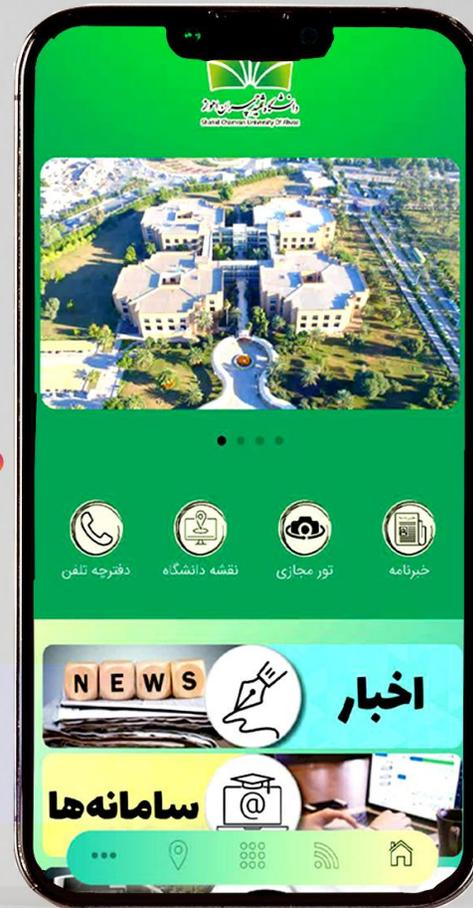 دانشگاه شهید چمران اهواز
Shahid Chamran University Of Ahvaz
خبرنامه
تور مجازی
نقشه دانشگاه
دفترچه تلفن
NEWS
اخبار
سامانه‌ها
@